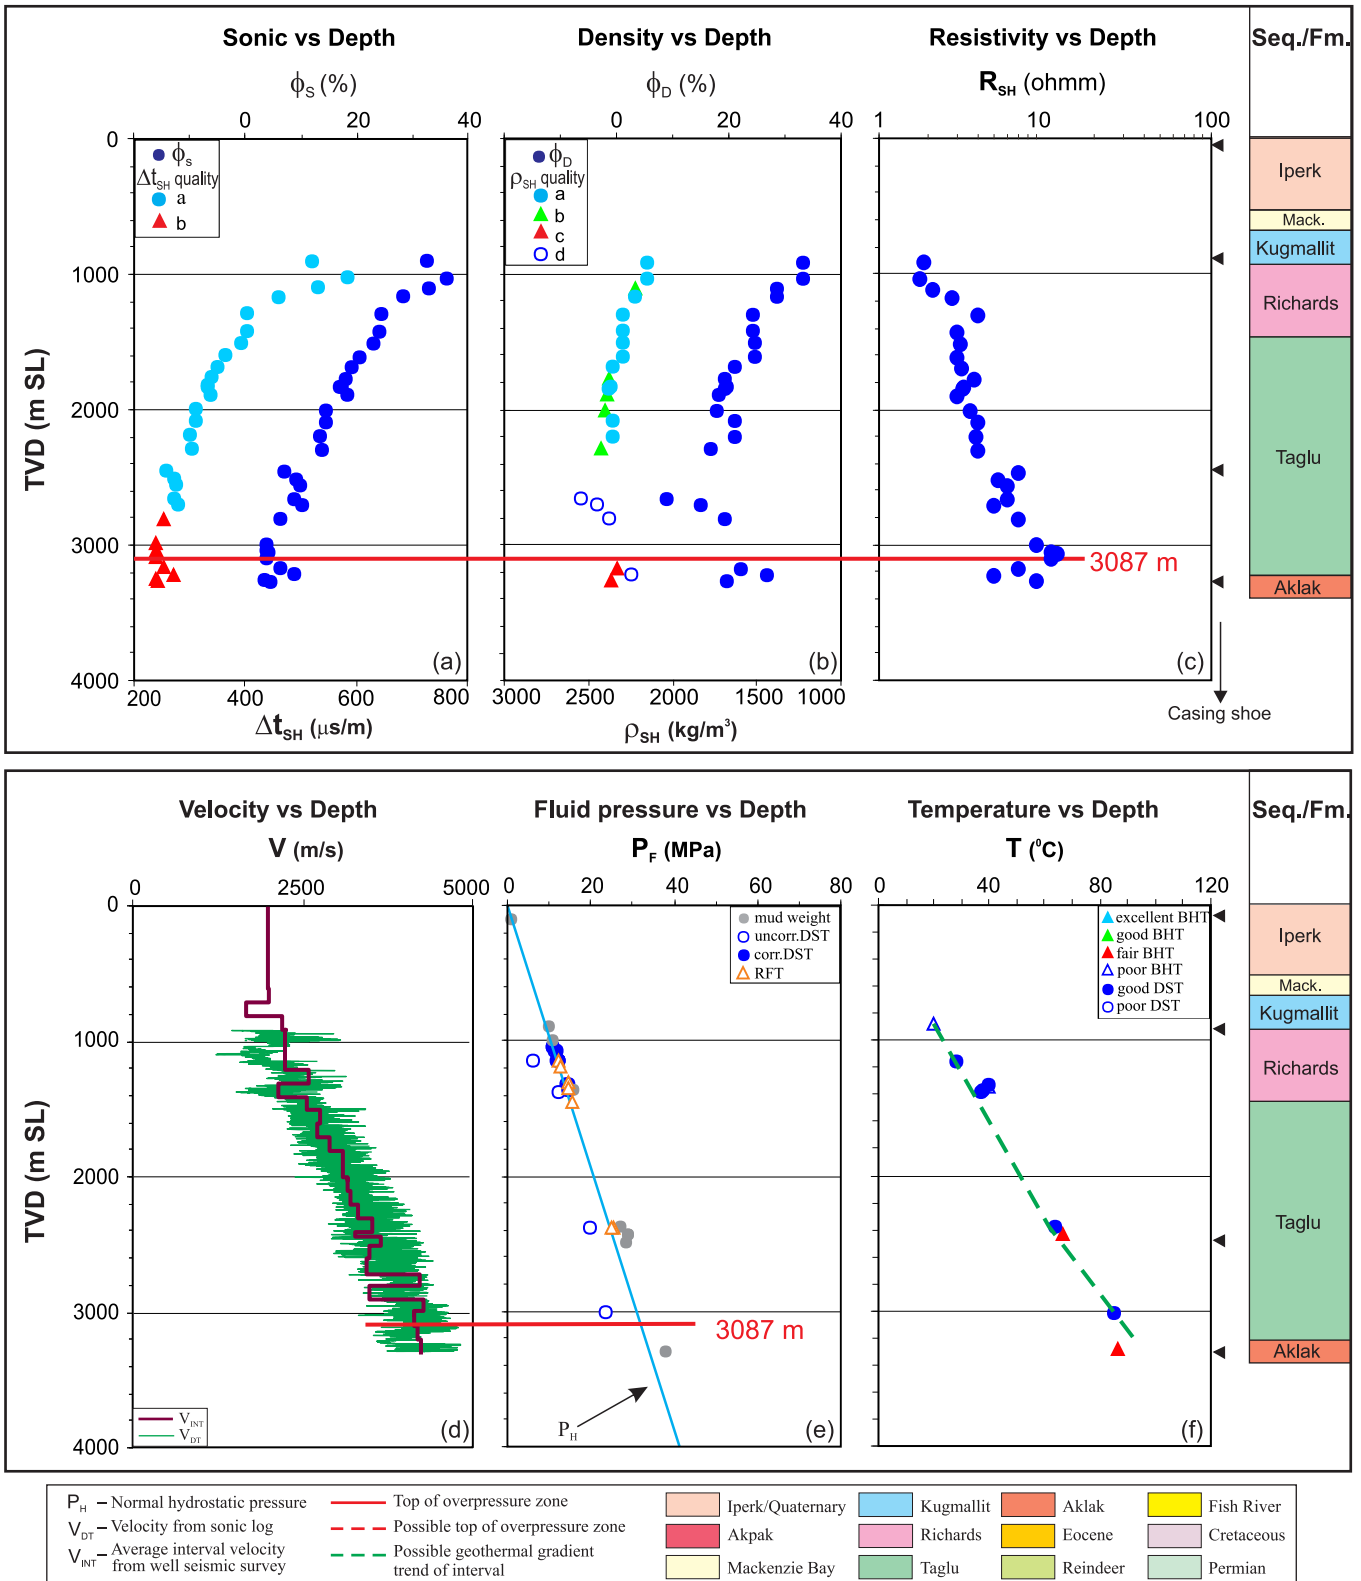 Sonic vs Depth
Density vs Depth
Resistivity vs Depth
Seq./Fm.
ϕS (%)
ϕD (%)
RSH (ohmm)
0 20 40
0 20 40
1 10 100
TVD (m SL)
0
1000
2000
3000
4000
ϕs
ΔtSH quality
a
b
ϕD
ρSH quality
a
b
c
d
3087 m
(a)
(b)
(c)
200 400 600 800
3000 2500 2000 1500 1000
ΔtSH (μs/m)
ρSH (kg/m³)
Casing shoe
Iperk
Mack.
Kugmallit
Richards
Taglu
Aklak
Velocity vs Depth
Fluid pressure vs Depth
Temperature vs Depth
Seq./Fm.
V (m/s)
PF (MPa)
T (⁰C)
0 2500 5000
0 20 40 60 80
0 40 80 120
TVD (m SL)
0
1000
2000
3000
4000
mud weight
uncorr.DST
corr.DST
RFT
excellent BHT
good BHT
fair BHT
poor BHT
good DST
poor DST
3087 m
PH
VINT
VDT
(d)
(e)
(f)
Iperk
Mack.
Kugmallit
Richards
Taglu
Aklak
PH – Normal hydrostatic pressure
VDT – Velocity from sonic log
VINT – Average interval velocity
from well seismic survey
Top of overpressure zone
Possible top of overpressure zone
Possible geothermal gradient
trend of interval
Iperk/Quaternary
Akpak
Mackenzie Bay
Kugmallit
Richards
Taglu
Aklak
Eocene
Reindeer
Fish River
Cretaceous
Permian